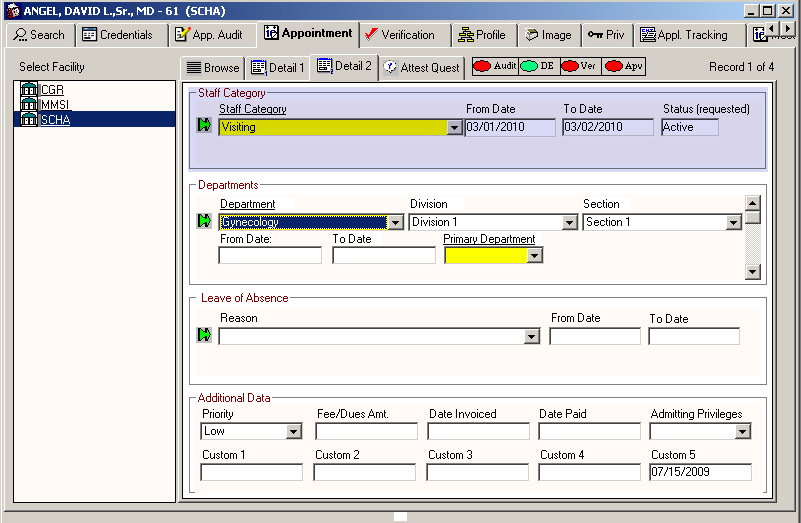 ANGEL, DAVID L.,Sr., MD - 61 (SCHA)
Search Credentials App. Audit Appointment Verification Profile Image Priv Appl. Tracking
Select Facility
Browse Detail 1 Detail 2 Attest Quest Audit DE Ver Apv Record 1 of 4
CGR
MMSI
SCHA
Staff Category
Staff Category From Date To Date Status (requested)
Visiting 03/01/2010 03/02/2010 Active
Departments
Department Division Section
Gynecology Division 1 Section 1
From Date: To Date Primary Department
Leave of Absence
Reason From Date To Date
Additional Data
Priority Fee/Dues Amt. Date Invoiced Date Paid Admitting Privileges
Low
Custom 1 Custom 2 Custom 3 Custom 4 Custom 5
07/15/2009